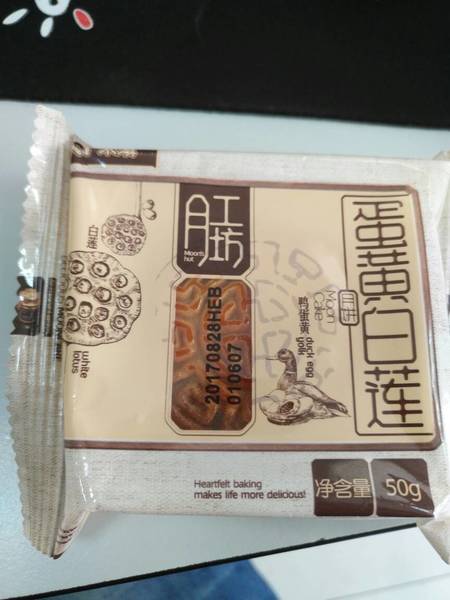 蛋黄白莲
月饼
Moon
Cake
月工坊
Moon's
hut
白莲
white
lotus
鸭蛋黄
duck egg
yolk
20170828HEB
010607
Heartfelt baking
makes life more delicious!
净含量
50g